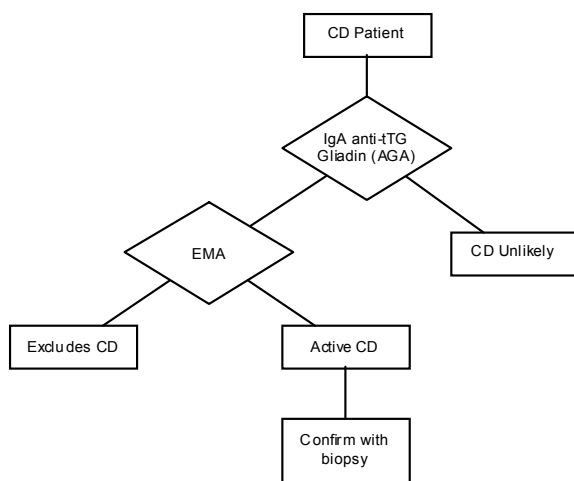 CD Patient
IgA anti-tTG
Gliadin (AGA)
EMA
CD Unlikely
Excludes CD
Active CD
Confirm with
biopsy